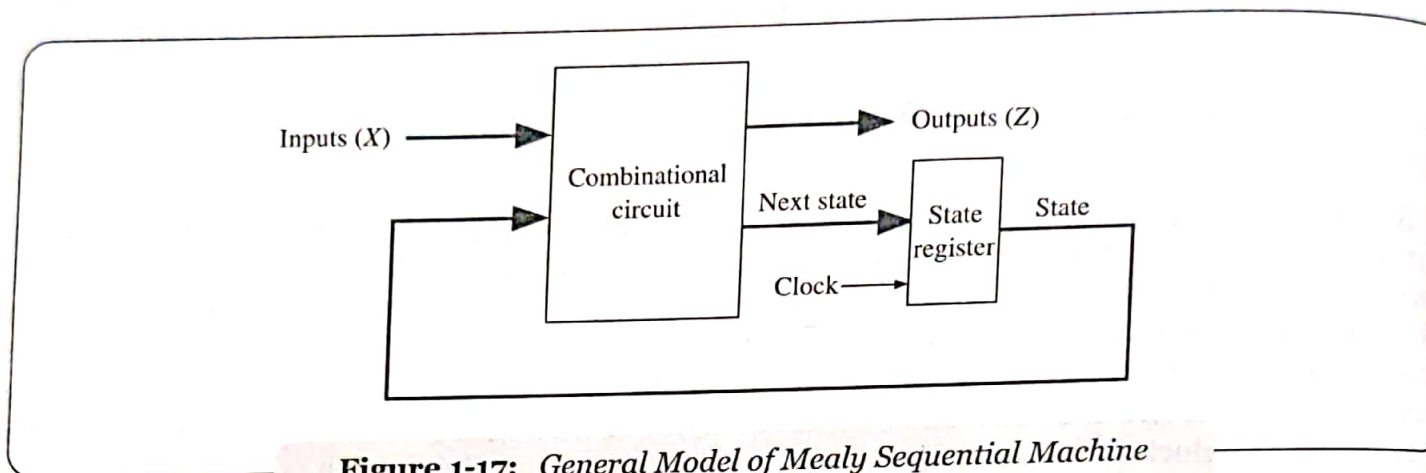 Inputs (X)
Outputs (Z)
Combinational
circuit
Next state
State
register
State
Clock
Figure 1-17: General Model of Mealy Sequential Machine